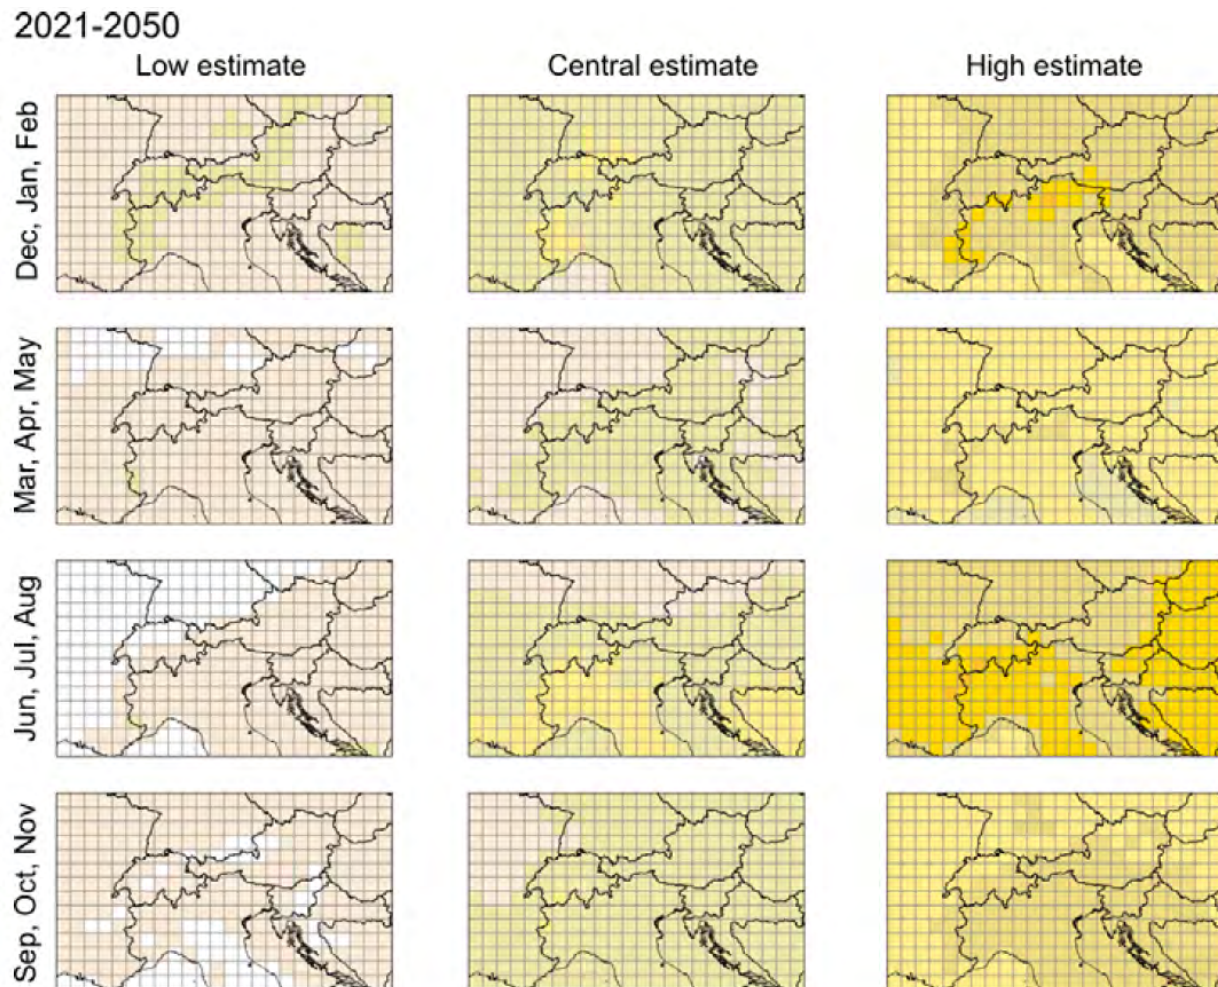 2021-2050
Low estimate
Central estimate
High estimate
Dec, Jan, Feb
Mar, Apr, May
Jun, Jul, Aug
Sep, Oct, Nov